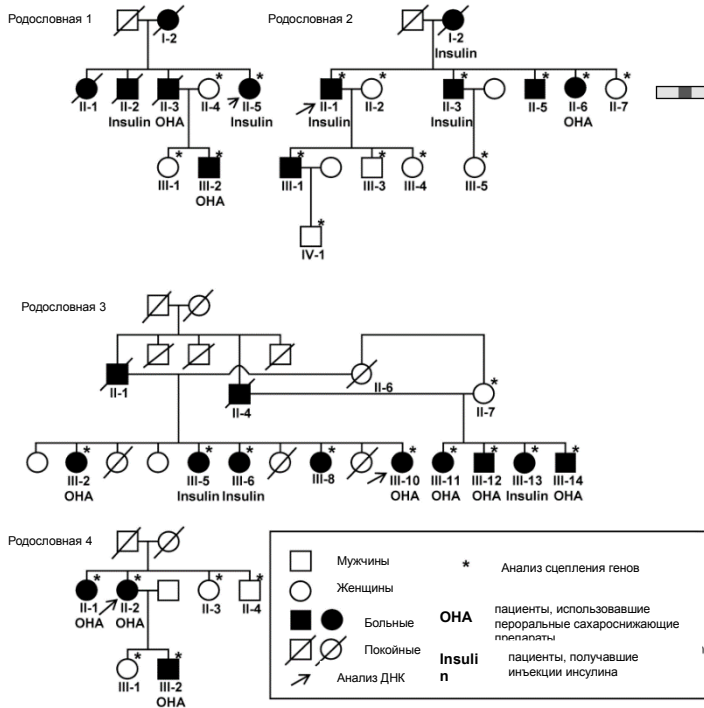 Родословная 1
I-2
II-1 II-2 II-3 II-4 II-5
Insulin OHA Insulin
III-1 III-2
OHA
Родословная 2
I-2
Insulin
II-1 II-2 II-3 II-5 II-6 II-7
Insulin Insulin OHA
III-1 III-3 III-4 III-5
IV-1
Родословная 3
II-1 II-4 II-6 II-7
III-2 III-5 III-6 III-8 III-10 III-11 III-12 III-13 III-14
OHA Insulin Insulin OHA OHA OHA Insulin OHA
Родословная 4
II-1 II-2 II-3 II-4
OHA OHA
III-1 III-2
OHA
Мужчины
Женщины
Больные
Покойные
Анализ ДНК
* Анализ сцепления генов
OHA пациенты, использовавшие
пероральные сахароснижающие
препараты
Insuli
n
пациенты, получавшие
инъекции инсулина